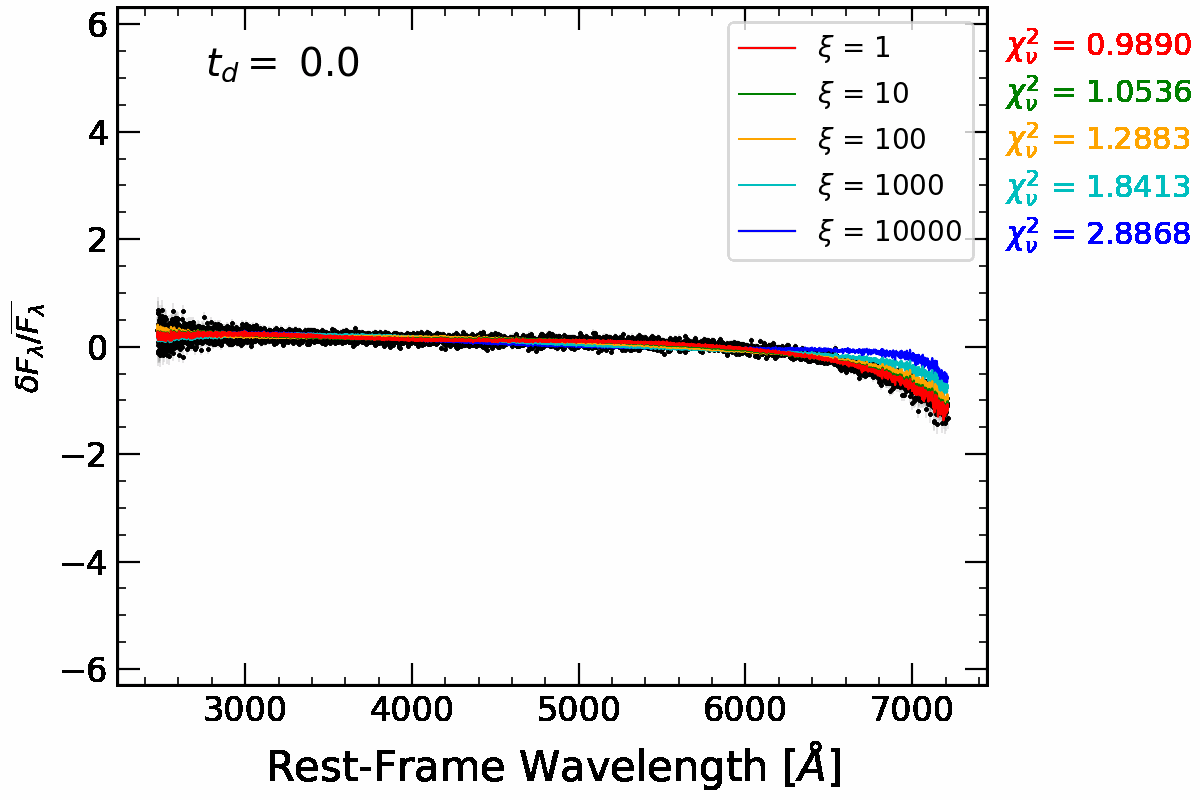 t_d = 0.0
ξ = 1
ξ = 10
ξ = 100
ξ = 1000
ξ = 10000
χ²_ν = 0.9890
χ²_ν = 1.0536
χ²_ν = 1.2883
χ²_ν = 1.8413
χ²_ν = 2.8868
δF_λ/F̅_λ
6
4
2
0
−2
−4
−6
3000 4000 5000 6000 7000
Rest-Frame Wavelength [Å]